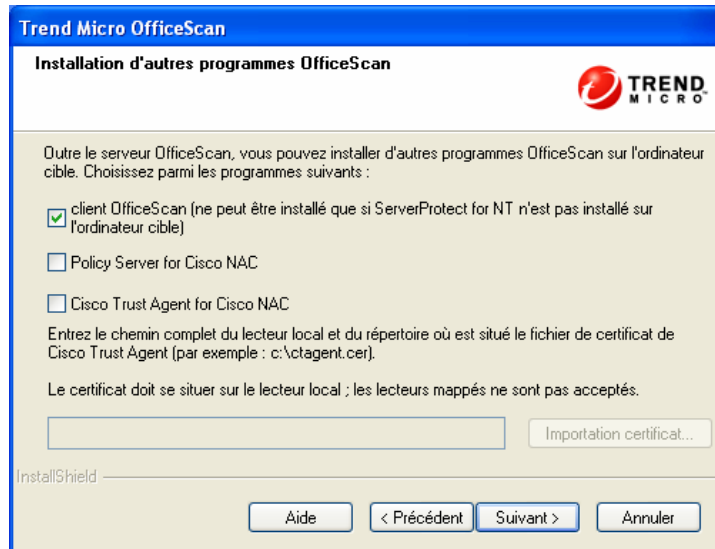 Trend Micro OfficeScan
Installation d'autres programmes OfficeScan
TREND
MICRO
Outre le serveur OfficeScan, vous pouvez installer d'autres programmes OfficeScan sur l'ordinateur
cible. Choisissez parmi les programmes suivants :
client OfficeScan (ne peut être installé que si ServerProtect for NT n'est pas installé sur
l'ordinateur cible)
Policy Server for Cisco NAC
Cisco Trust Agent for Cisco NAC
Entrez le chemin complet du lecteur local et du répertoire où est situé le fichier de certificat de
Cisco Trust Agent (par exemple : c:\ctagent.cer).
Le certificat doit se situer sur le lecteur local ; les lecteurs mappés ne sont pas acceptés.
Importation certificat...
InstallShield
Aide
< Précédent
Suivant >
Annuler